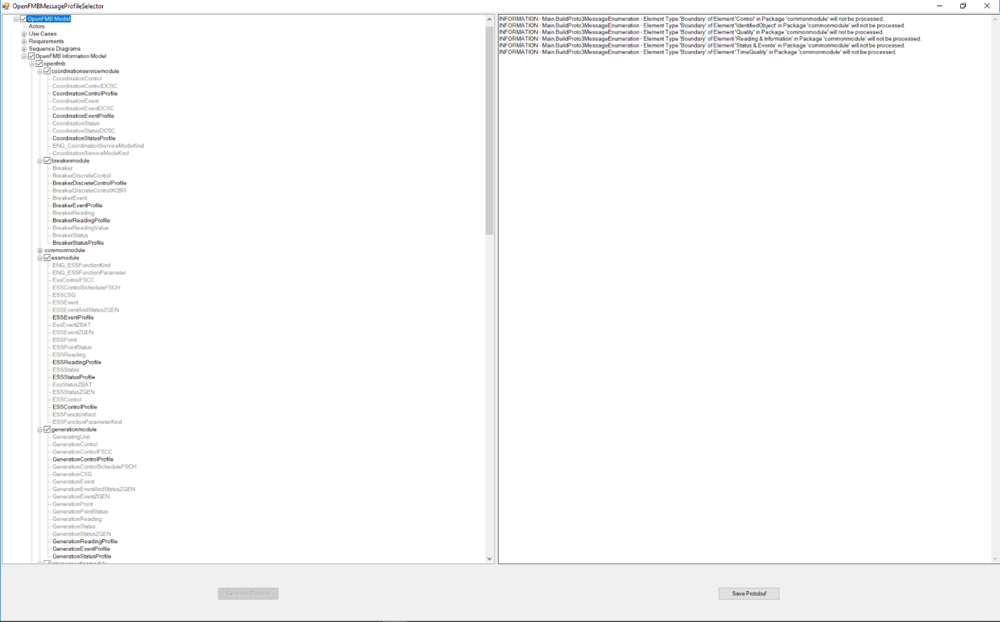 OpenFMBMessageProfileSelector
OpenFMB Model
Actors
Use Cases
Requirements
Sequence Diagrams
OpenFMB Information Model
openfmb
coordinationservicemodule
CoordinationControl
CoordinationControlDCSC
CoordinationControlProfile
CoordinationEvent
CoordinationEventDCSC
CoordinationEventProfile
CoordinationStatus
CoordinationStatusDCSC
CoordinationStatusProfile
ENG_CoordinationServiceModeKind
CoordinationServiceModeKind
breakermodule
Breaker
BreakerDiscreteControl
BreakerDiscreteControlProfile
BreakerDiscreteControlXCBR
BreakerEvent
BreakerEventProfile
BreakerReading
BreakerReadingProfile
BreakerReadingValue
BreakerStatus
BreakerStatusProfile
commonmodule
essmodule
ENG_ESSFunctionKind
ENG_ESSFunctionParameter
EssControlFSCC
ESSControlScheduleFSCH
ESSCSG
ESSEvent
ESSEventAndStatusZGEN
ESSEventProfile
EssEventZBAT
ESSEventZGEN
ESSPoint
ESSPointStatus
ESSReading
ESSReadingProfile
ESSStatus
ESSStatusProfile
EssStatusZBAT
ESSStatusZGEN
ESSControl
ESSControlProfile
ESSFunctionKind
ESSFunctionParameterKind
generationmodule
GeneratingUnit
GenerationControl
GenerationControlFSCC
GenerationControlProfile
GenerationControlScheduleFSCH
GenerationCSG
GenerationEvent
GenerationEventAndStatusZGEN
GenerationEventZGEN
GenerationPoint
GenerationPointStatus
GenerationReading
GenerationStatus
GenerationStatusZGEN
GenerationReadingProfile
GenerationEventProfile
GenerationStatusProfile
INFORMATION - Main.BuildProto3MessageEnumeration - Element Type 'Boundary' of Element 'Control' in Package 'commonmodule' will not be processed.
INFORMATION - Main.BuildProto3MessageEnumeration - Element Type 'Boundary' of Element 'IdentifiedObject' in Package 'commonmodule' will not be processed.
INFORMATION - Main.BuildProto3MessageEnumeration - Element Type 'Boundary' of Element 'Quality' in Package 'commonmodule' will not be processed.
INFORMATION - Main.BuildProto3MessageEnumeration - Element Type 'Boundary' of Element 'Reading & Information' in Package 'commonmodule' will not be processed.
INFORMATION - Main.BuildProto3MessageEnumeration - Element Type 'Boundary' of Element 'Status & Events' in Package 'commonmodule' will not be processed.
INFORMATION - Main.BuildProto3MessageEnumeration - Element Type 'Boundary' of Element 'TimeQuality' in Package 'commonmodule' will not be processed.
Generate Protobuf
Save Protobuf